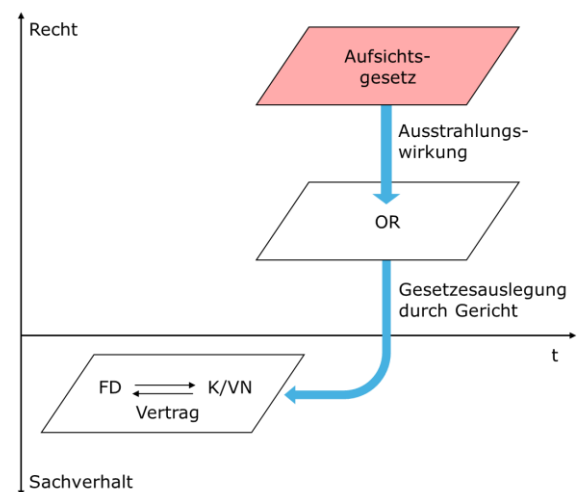 Recht
Aufsichts-
gesetz
Ausstrahlungs-
wirkung
OR
Gesetzesauslegung
durch Gericht
t
FD K/VN
Vertrag
Sachverhalt